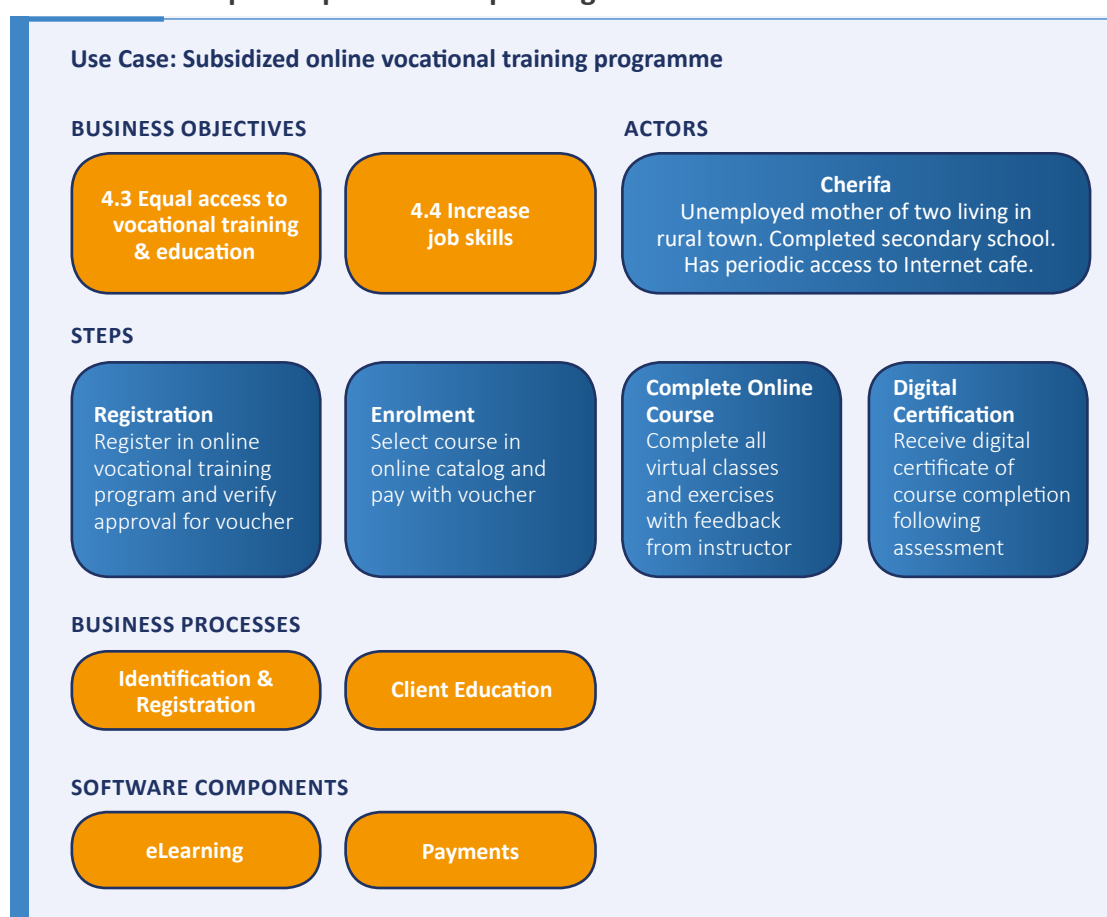 Use Case: Subsidized online vocational training programme
BUSINESS OBJECTIVES
4.3 Equal access to
vocational training
& education
4.4 Increase
job skills
ACTORS
Cherifa
Unemployed mother of two living in
rural town. Completed secondary school.
Has periodic access to Internet cafe.
STEPS
Registration
Register in online
vocational training
program and verify
approval for voucher
Enrolment
Select course in
online catalog and
pay with voucher
Complete Online
Course
Complete all
virtual classes
and exercises
with feedback
from instructor
Digital
Certification
Receive digital
certificate of
course completion
following
assessment
BUSINESS PROCESSES
Identification &
Registration
Client Education
SOFTWARE COMPONENTS
eLearning
Payments